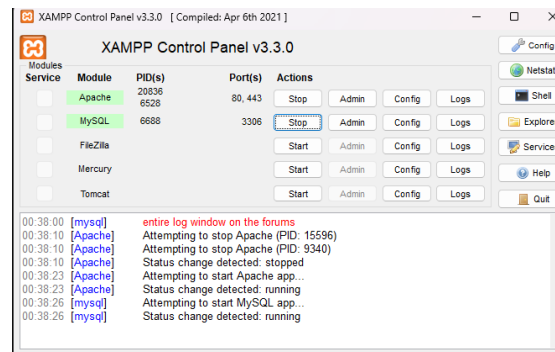 XAMPP Control Panel v3.3.0 [ Compiled: Apr 6th 2021 ]
XAMPP Control Panel v3.3.0
Config
Modules
Service Module PID(s) Port(s) Actions
Netstat
Apache 20836 6528 80, 443 Stop Admin Config Logs
Shell
MySQL 6688 3306 Stop Admin Config Logs
Explorer
FileZilla Start Admin Config Logs
Service
Mercury Start Admin Config Logs
Help
Tomcat Start Admin Config Logs
Quit
00:38:00 [mysql] entire log window on the forums
00:38:10 [Apache] Attempting to stop Apache (PID: 15596)
00:38:10 [Apache] Attempting to stop Apache (PID: 9340)
00:38:10 [Apache] Status change detected: stopped
00:38:23 [Apache] Attempting to start Apache app...
00:38:23 [Apache] Status change detected: running
00:38:26 [mysql] Attempting to start MySQL app...
00:38:26 [mysql] Status change detected: running